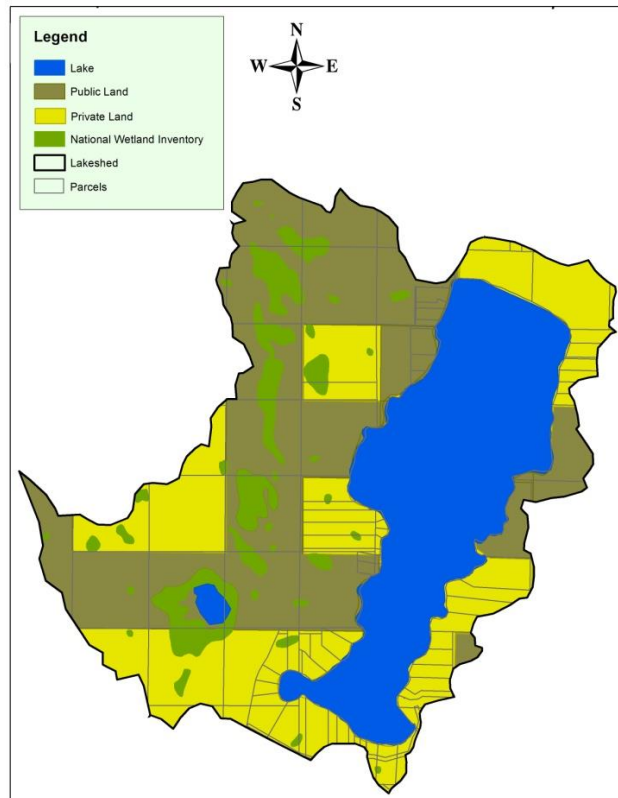 Legend
Lake
Public Land
Private Land
National Wetland Inventory
Lakeshed
Parcels
N
W E
S